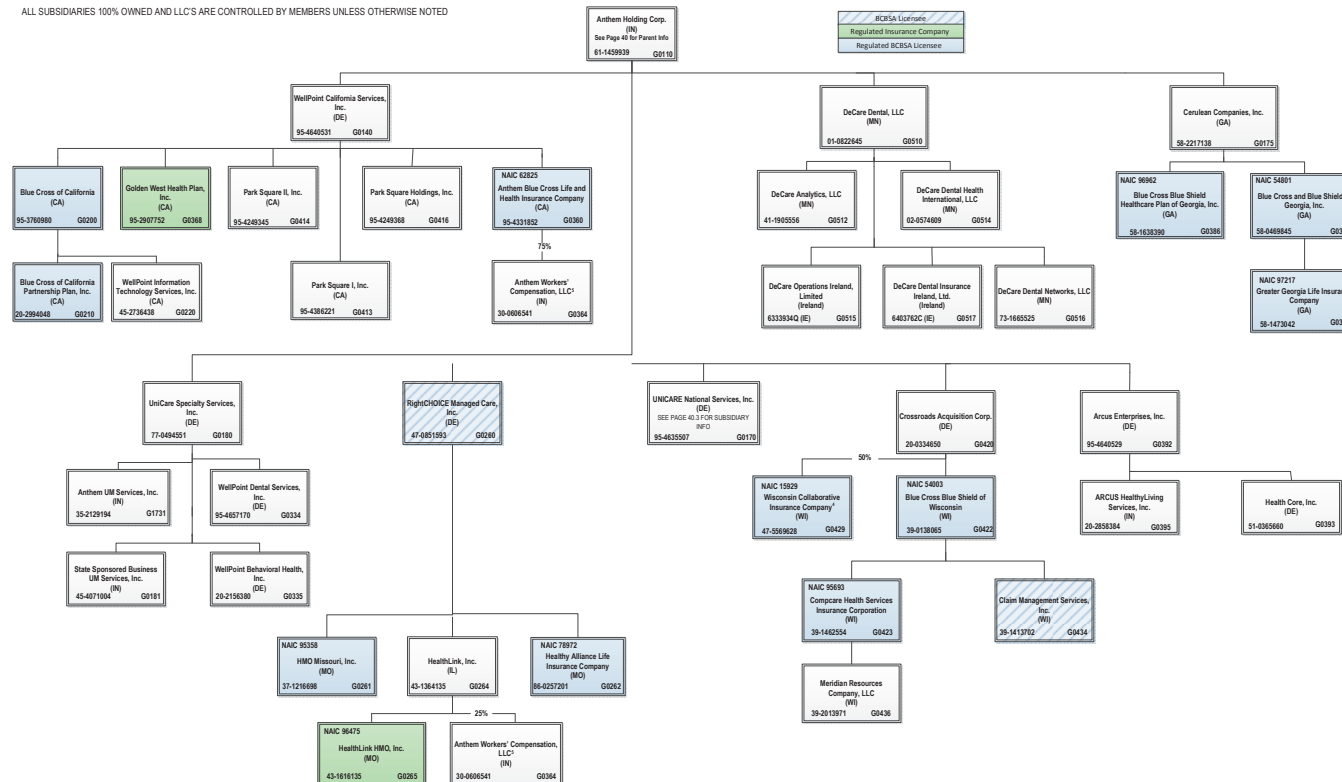 ALL SUBSIDIARIES 100% OWNED AND LLC'S ARE CONTROLLED BY MEMBERS UNLESS OTHERWISE NOTED
Anthem Holding Corp.
(IN)
See Page 40 for Parent Info
61-1459939 G0110
BCBSA Licensee
Regulated Insurance Company
Regulated BCBSA Licensee
WellPoint California Services,
Inc.
(DE)
95-4640531 G0140
DeCare Dental, LLC
(MN)
01-0822645 G0510
Cerulean Companies, Inc.
(GA)
58-2217138 G0175
Blue Cross of California
(CA)
95-3760980 G0200
Golden West Health Plan,
Inc.
(CA)
95-2907752 G0368
Park Square II, Inc.
(CA)
95-4249345 G0414
Park Square Holdings, Inc.
(CA)
95-4249368 G0416
NAIC 62825
Anthem Blue Cross Life and
Health Insurance Company
(CA)
95-4331852 G0360
DeCare Analytics, LLC
(MN)
41-1905556 G0512
DeCare Dental Health
International, LLC
(MN)
02-0574609 G0514
NAIC 96962
Blue Cross Blue Shield
Healthcare Plan of Georgia, Inc.
(GA)
58-1638390 G0386
NAIC 54801
Blue Cross and Blue Shield
Georgia, Inc.
(GA)
58-0469845 G03
75%
Blue Cross of California
Partnership Plan, Inc.
(CA)
20-2994048 G0210
WellPoint Information
Technology Services, Inc.
(CA)
45-2736438 G0220
Park Square I, Inc.
(CA)
95-4386221 G0413
Anthem Workers'
Compensation, LLC⁵
(IN)
30-0606541 G0364
DeCare Operations Ireland,
Limited
(Ireland)
6333934Q (IE) G0515
DeCare Dental Insurance
Ireland, Ltd.
(Ireland)
6403762C (IE) G0517
DeCare Dental Networks, LLC
(MN)
73-1665525 G0516
NAIC 97217
Greater Georgia Life Insuran
Company
(GA)
58-1473042 G03
UniCare Specialty Services,
Inc.
(DE)
77-0494551 G0180
RightCHOICE Managed Care,
Inc.
(DE)
47-0851593 G0260
UNICARE National Services, Inc.
(DE)
SEE PAGE 40.3 FOR SUBSIDIARY
INFO
95-4635507 G0170
Crossroads Acquisition Corp.
(DE)
20-0334650 G0420
Arcus Enterprises, Inc.
(DE)
95-4640529 G0392
50%
Anthem UM Services, Inc.
(IN)
35-2129194 G1731
WellPoint Dental Services,
Inc.
(DE)
95-4657170 G0334
NAIC 15929
Wisconsin Collaborative
Insurance Company⁴
(WI)
47-5569628 G0429
NAIC 54003
Blue Cross Blue Shield of
Wisconsin
(WI)
39-0138065 G0422
ARCUS HealthyLiving
Services, Inc.
(IN)
20-2858384 G0395
Health Core, Inc.
(DE)
51-0365660 G0393
State Sponsored Business
UM Services, Inc.
(IN)
45-4071004 G0181
WellPoint Behavioral Health,
Inc.
(DE)
20-2156380 G0335
NAIC 95693
Compcare Health Services
Insurance Corporation
(WI)
39-1462554 G0423
Claim Management Services,
Inc.
(WI)
39-1413702 G0434
NAIC 95358
HMO Missouri, Inc.
(MO)
37-1216698 G0261
HealthLink, Inc.
(IL)
43-1364135 G0264
NAIC 78972
Healthy Alliance Life
Insurance Company
(MO)
86-0257201 G0262
Meridian Resources
Company, LLC
(WI)
39-2013971 G0436
25%
NAIC 96475
HealthLink HMO, Inc.
(MO)
43-1616135 G0265
Anthem Workers' Compensation,
LLC⁵
(IN)
30-0606541 G0364